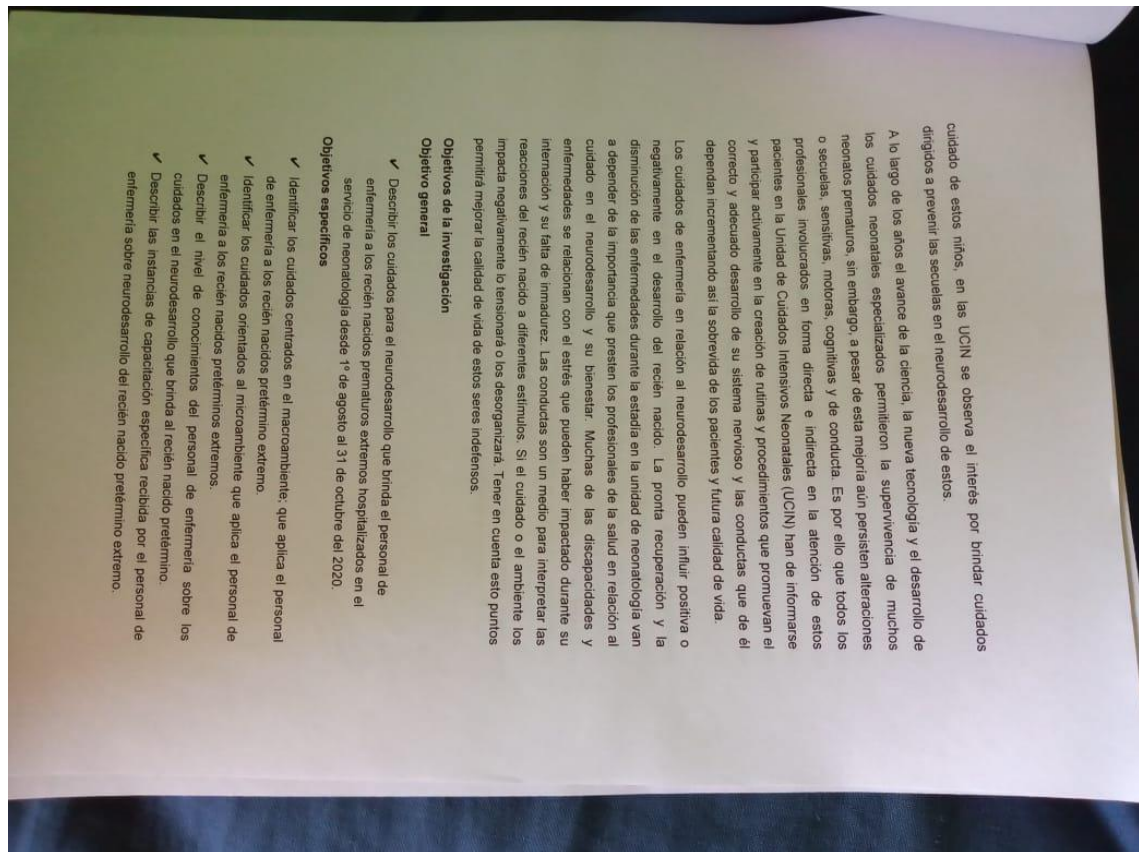 cuidado de estos niños, en las UCIN se observa el interés por brindar cuidados
dirigidos a prevenir las secuelas en el neurodesarrollo de estos.
A lo largo de los años el avance de la ciencia, la nueva tecnología y el desarrollo de
los cuidados neonatales especializados permitieron la supervivencia de muchos
neonatos prematuros, sin embargo, a pesar de esta mejoría aún persisten alteraciones
o secuelas, sensitivas, motoras, cognitivas y de conducta. Es por ello que todos los
profesionales involucrados en forma directa e indirecta en la atención de estos
pacientes en la Unidad de Cuidados Intensivos Neonatales (UCIN) han de informarse
y participar activamente en la creación de rutinas y procedimientos que promuevan el
correcto y adecuado desarrollo de su sistema nervioso y las conductas que de él
dependan incrementando así la sobrevida de los pacientes y futura calidad de vida.
Los cuidados de enfermería en relación al neurodesarrollo pueden influir positiva o
negativamente en el desarrollo del recién nacido. La pronta recuperación y la
disminución de las enfermedades durante la estadía en la unidad de neonatología van
a depender de la importancia que presten los profesionales de la salud en relación al
cuidado en el neurodesarrollo y su bienestar. Muchas de las discapacidades y
enfermedades se relacionan con el estrés que pueden haber impactado durante su
internación y su falta de inmadurez. Las conductas son un medio para interpretar las
reacciones del recién nacido a diferentes estímulos. Si el cuidado o el ambiente los
impacta negativamente lo tensionará o los desorganizará. Tener en cuenta esto puntos
permitirá mejorar la calidad de vida de estos seres indefensos.
Objetivos de la investigación
Objetivo general
✔ Describir los cuidados para el neurodesarrollo que brinda el personal de
enfermería a los recién nacidos prematuros extremos hospitalizados en el
servicio de neonatología desde 1º de agosto al 31 de octubre del 2020.
Objetivos específicos
✔ Identificar los cuidados centrados en el macroambiente; que aplica el personal
de enfermería a los recién nacidos pretérmino extremo.
✔ Identificar los cuidados orientados al microambiente que aplica el personal de
enfermería a los recién nacidos pretérminos extremos.
✔ Describir el nivel de conocimientos del personal de enfermería sobre los
cuidados en el neurodesarrollo que brinda al recién nacido pretérmino.
✔ Describir las instancias de capacitación específica recibida por el personal de
enfermería sobre neurodesarrollo del recién nacido pretérmino extremo.